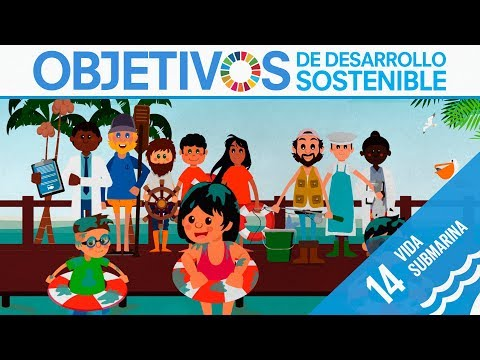 OBJETIVOS
DE DESARROLLO
SOSTENIBLE
14 VIDA
SUBMARINA